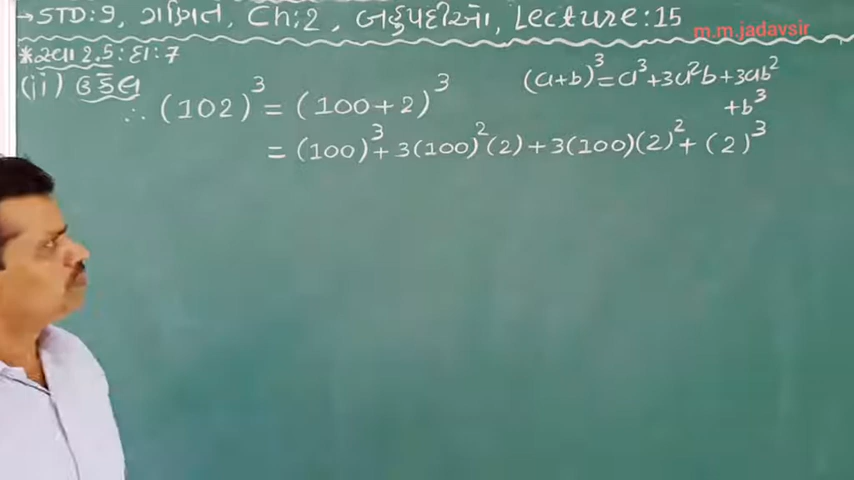 →STD:9, ગણિત, Ch:2, બહુપદીઓ, Lecture:15
m.m.jadavsir
*સ્વા 2.5: દા: 7
(ii) ઉકેલ
∴ (102)³ = (100+2)³
(a+b)³=a³+3a²b+3ab²
+b³
= (100)³+ 3(100)²(2)+3(100)(2)²+ (2)³